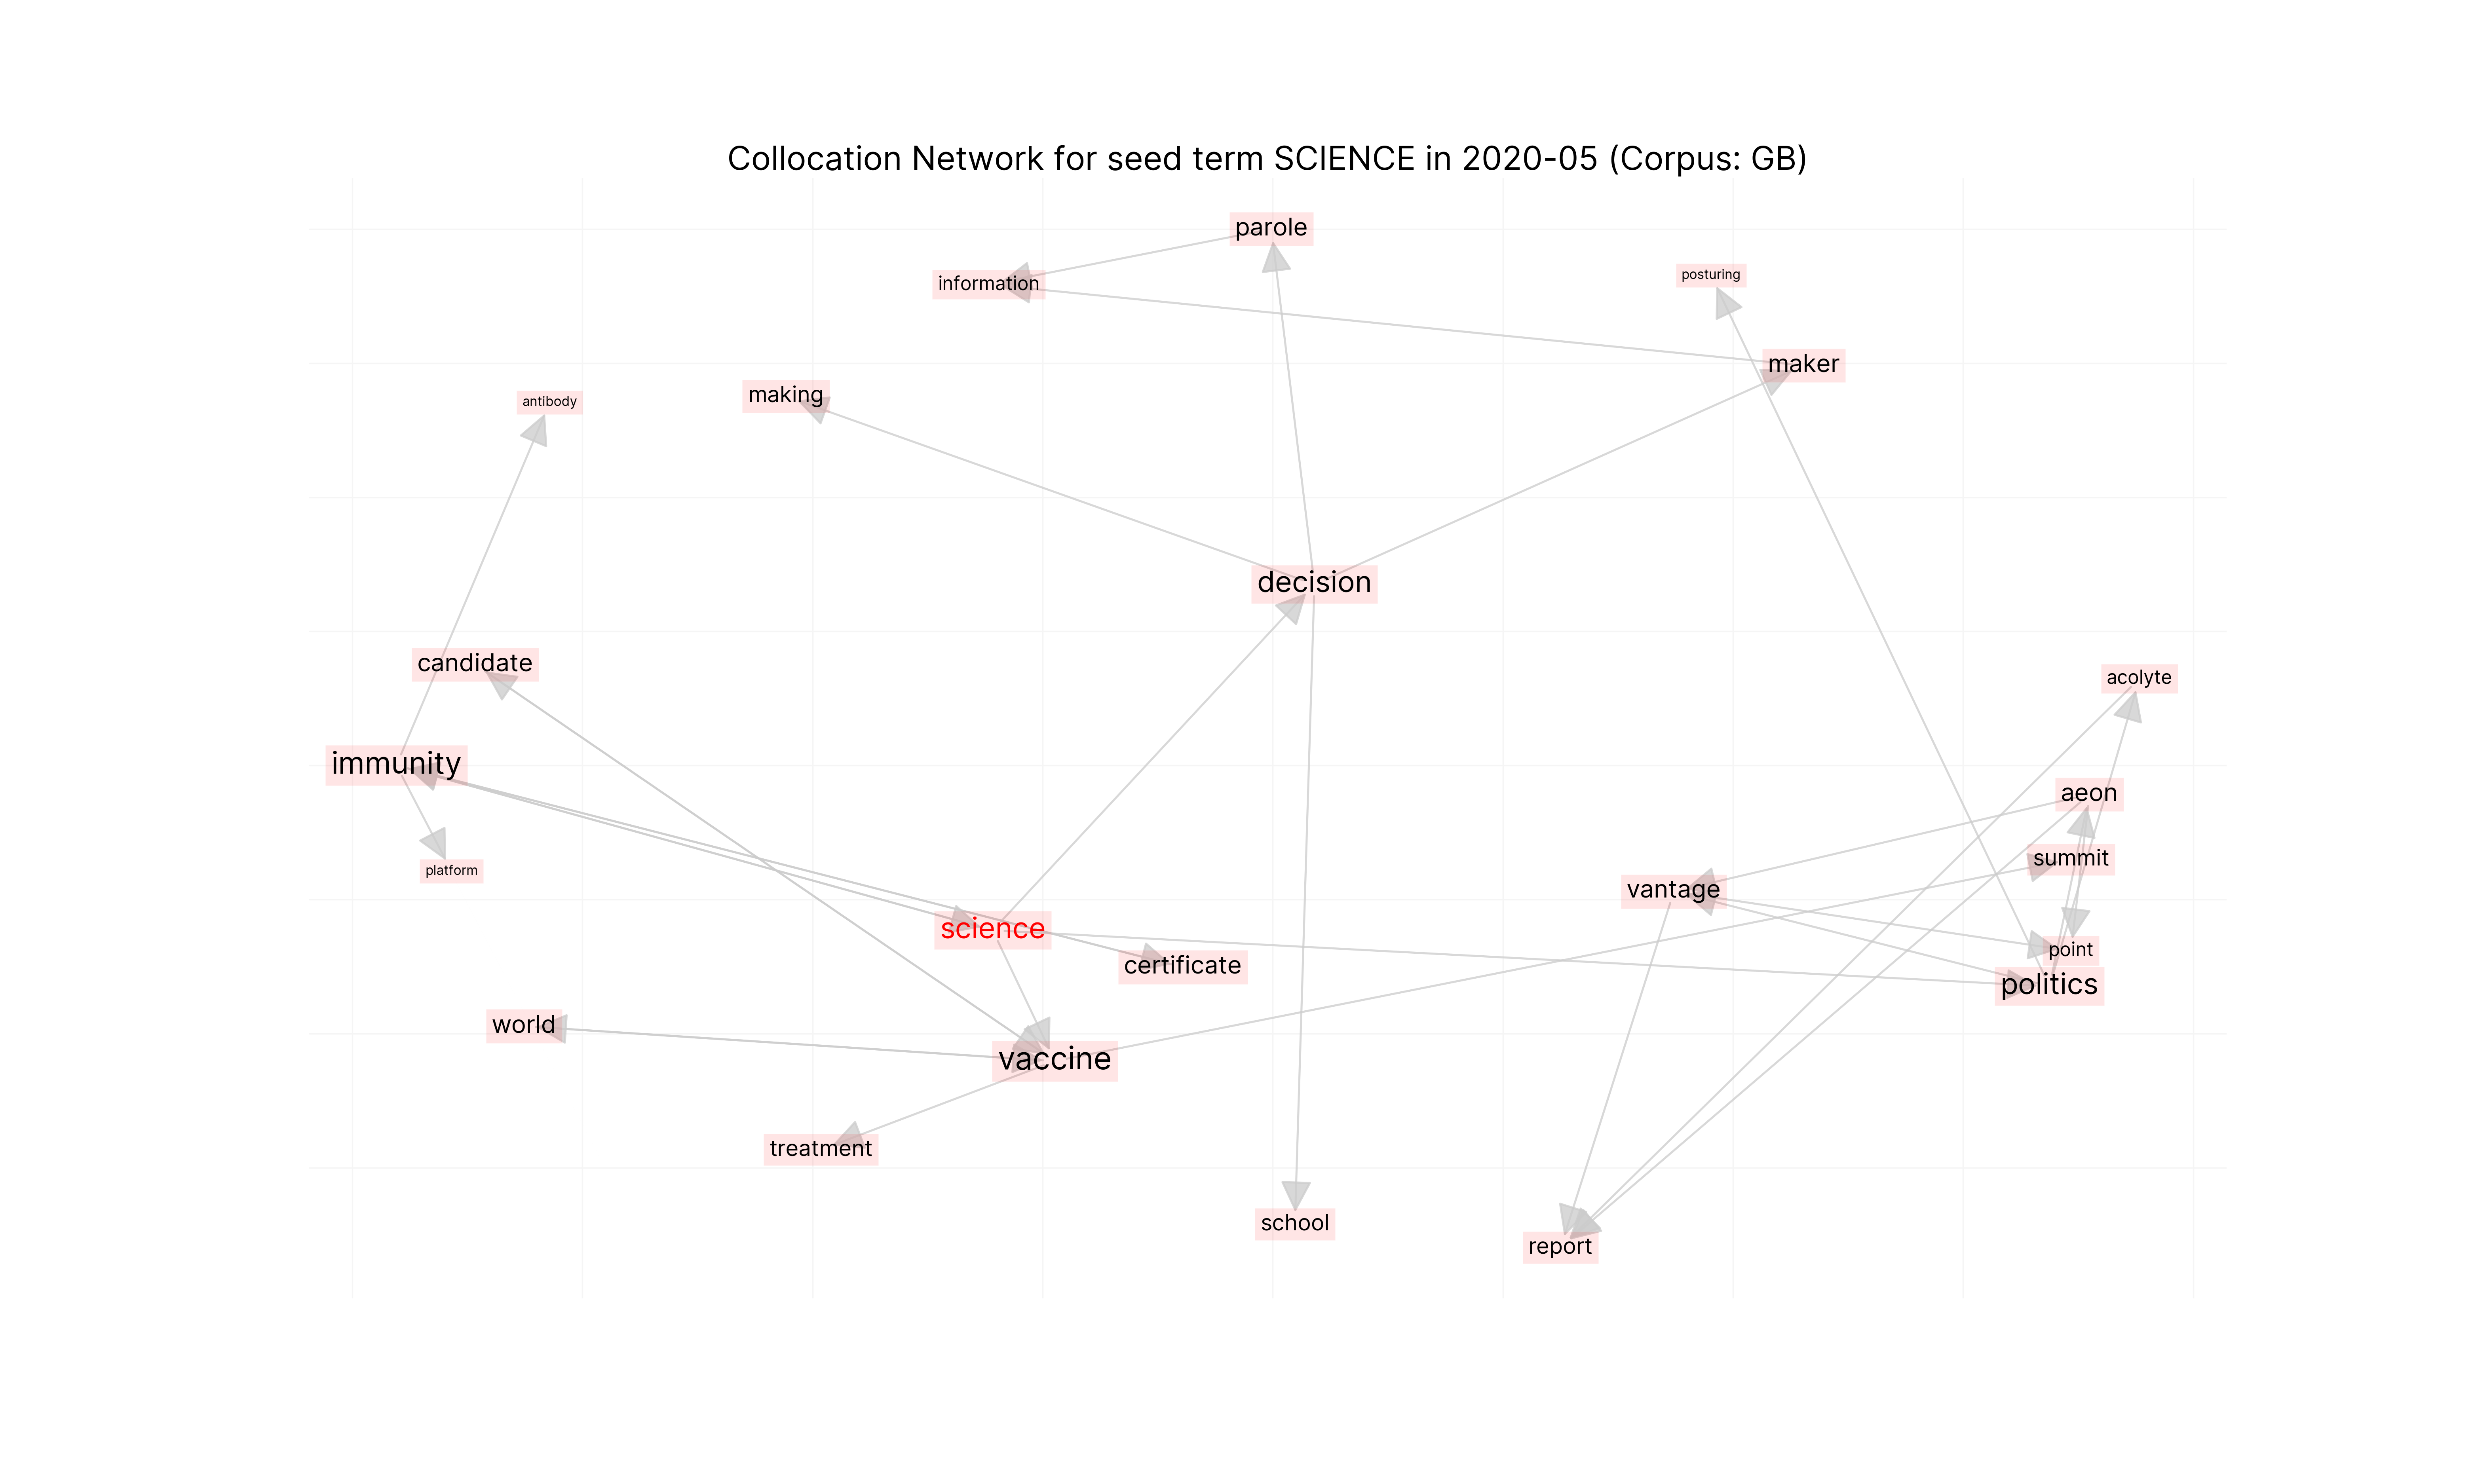 Collocation Network for seed term SCIENCE in 2020-05 (Corpus: GB)
parole
posturing
information
maker
making
antibody
decision
candidate
acolyte
immunity
aeon
summit
platform
vantage
science
point
certificate
politics
world
vaccine
treatment
school
report